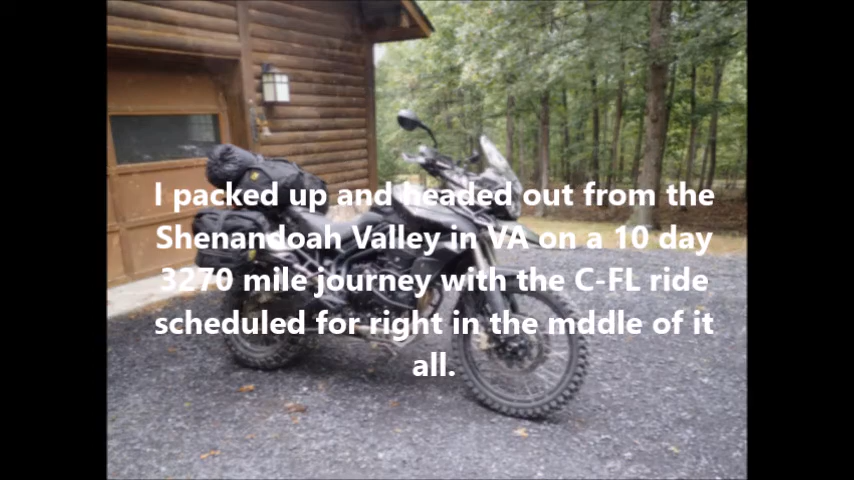 I packed up and headed out from the
Shenandoah Valley in VA on a 10 day
3270 mile journey with the C-FL ride
scheduled for right in the mddle of it
all.